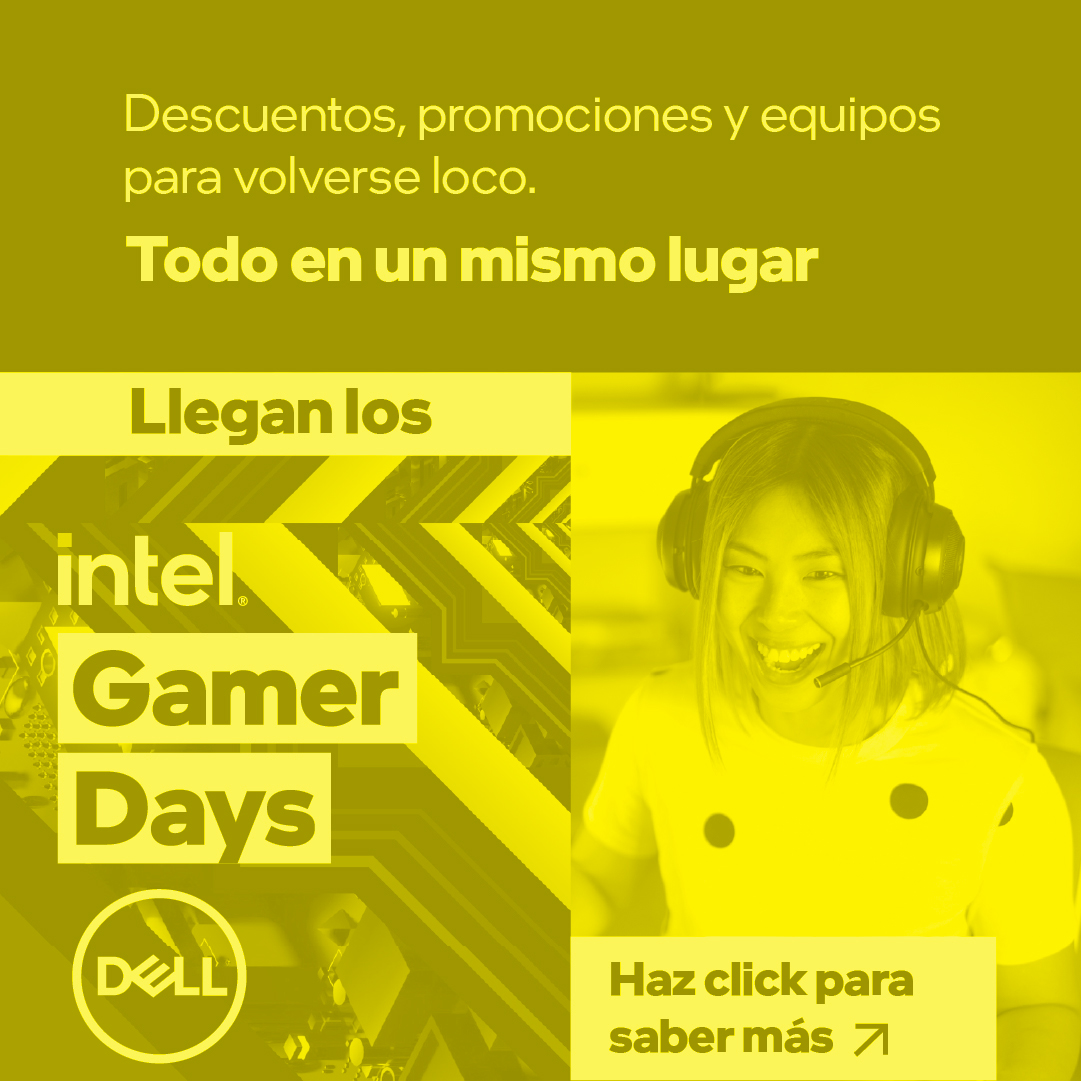 Descuentos, promociones y equipos
para volverse loco.
Todo en un mismo lugar
Llegan los
intel®
Gamer
Days
DELL
Haz click para
saber más